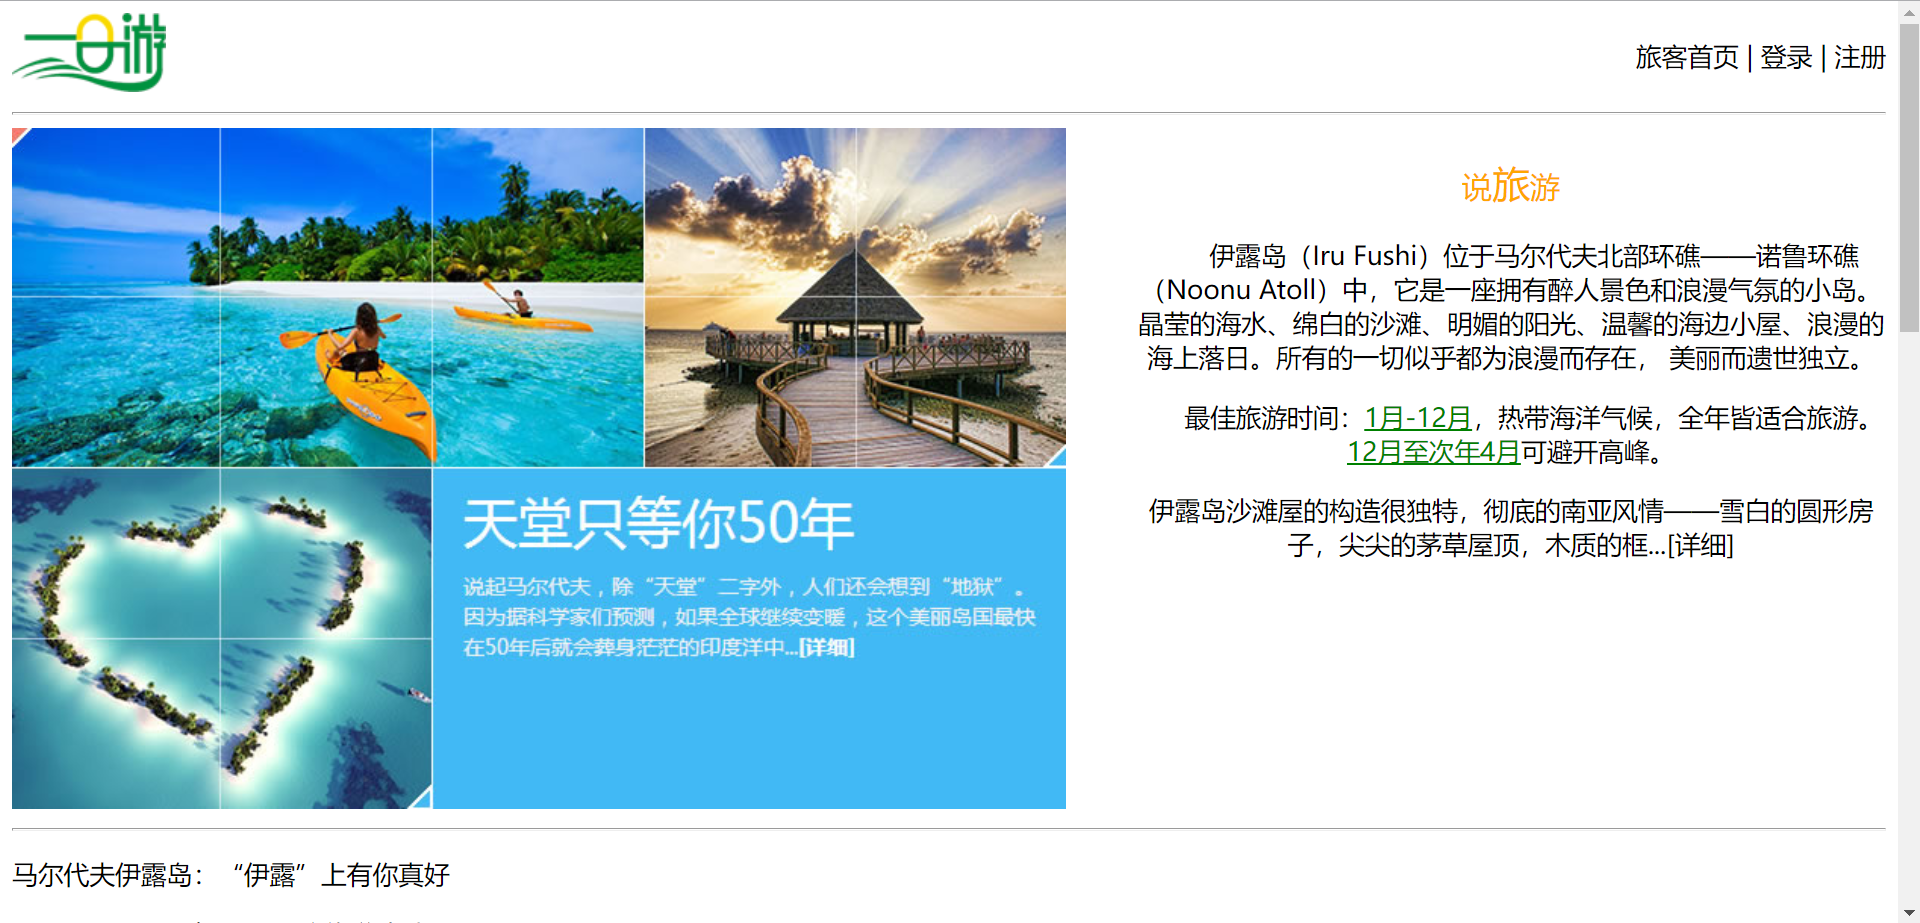 一日游
旅客首页 | 登录 | 注册
天堂只等你50年
说起马尔代夫，除“天堂”二字外，人们还会想到“地狱”。
因为据科学家们预测，如果全球继续变暖，这个美丽岛国最快
在50年后就会葬身茫茫的印度洋中...[详细]
说旅游
伊露岛（Iru Fushi）位于马尔代夫北部环礁——诺鲁环礁
（Noonu Atoll）中，它是一座拥有醉人景色和浪漫气氛的小岛。
晶莹的海水、绵白的沙滩、明媚的阳光、温馨的海边小屋、浪漫的
海上落日。所有的一切似乎都为浪漫而存在， 美丽而遗世独立。
最佳旅游时间：1月-12月，热带海洋气候，全年皆适合旅游。
12月至次年4月可避开高峰。
伊露岛沙滩屋的构造很独特，彻底的南亚风情——雪白的圆形房
子，尖尖的茅草屋顶，木质的框...[详细]
马尔代夫伊露岛：“伊露”上有你真好